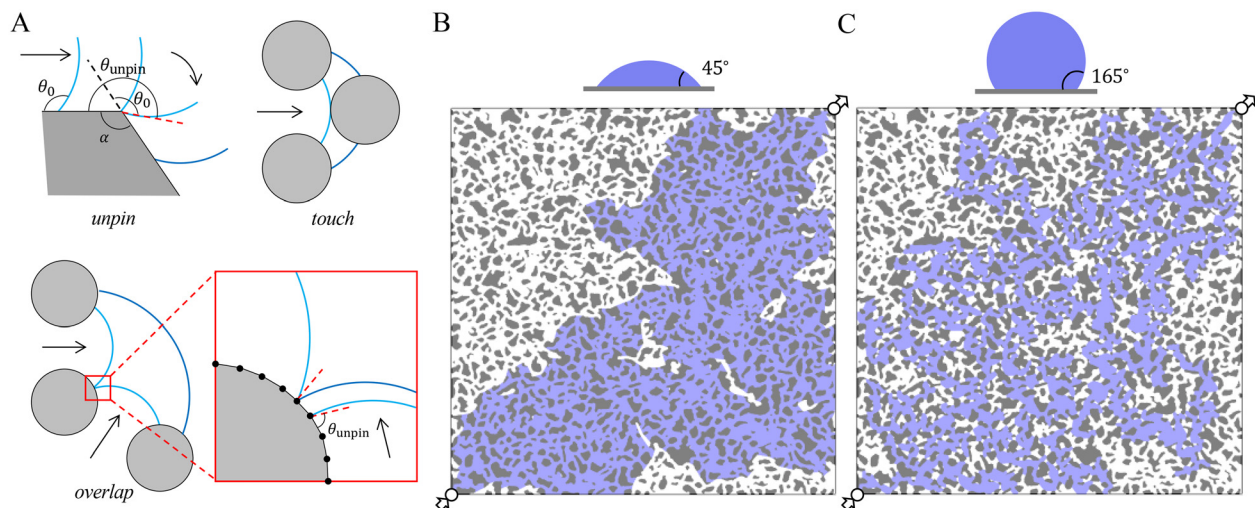 A
θ₀
θunpin
θ₀
α
unpin
touch
θunpin
overlap
B
45°
C
165°